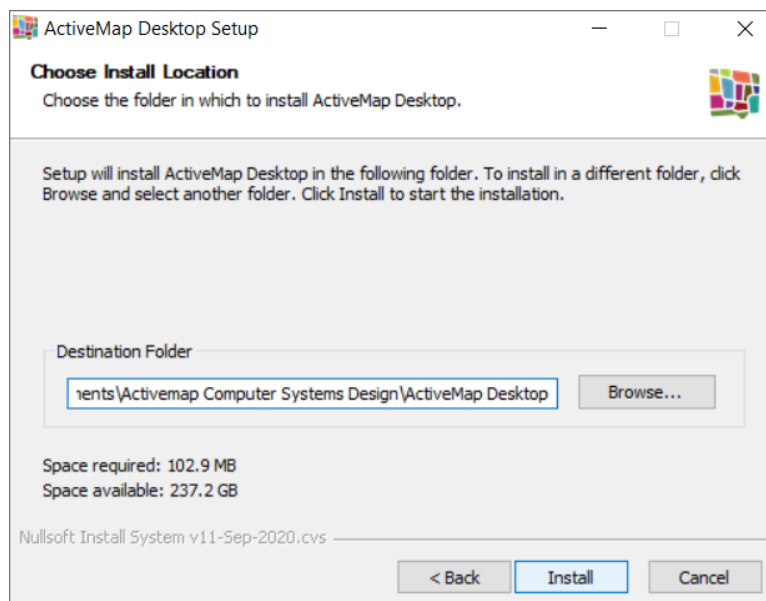 ActiveMap Desktop Setup
Choose Install Location
Choose the folder in which to install ActiveMap Desktop.
Setup will install ActiveMap Desktop in the following folder. To install in a different folder, click
Browse and select another folder. Click Install to start the installation.
Destination Folder
\Activemap Computer Systems Design\ActiveMap Desktop
Browse...
Space required: 102.9 MB
Space available: 237.2 GB
Nullsoft Install System v11-Sep-2020.cvs
< Back
Install
Cancel